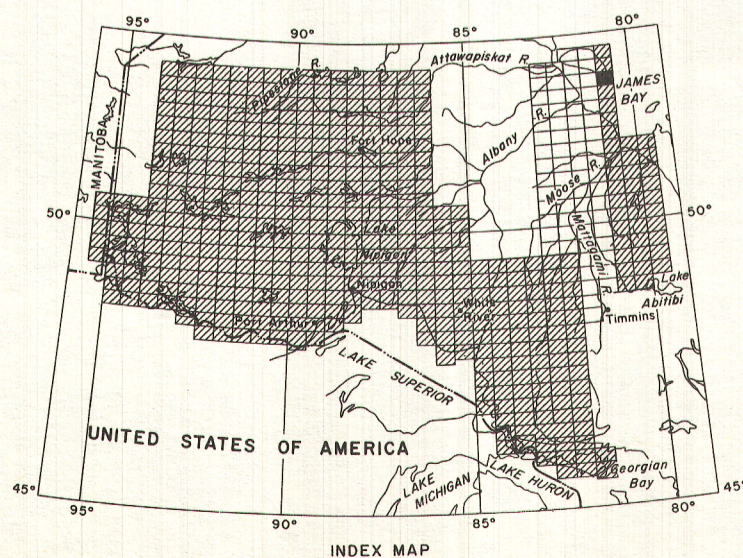 95°
90°
85°
80°
Pipestone R.
Attawapiskat R.
JAMES
BAY
MANITOBA
Fort Hope
Albany R.
Moose R.
50°
50°
Lake
Nipigon
Nipigon
Mattagami R.
Lake
Abitibi
White
River
Timmins
Port Arthur
LAKE SUPERIOR
UNITED STATES OF AMERICA
LAKE
MICHIGAN
LAKE HURON
Georgian
Bay
45°
95°
90°
85°
80°
45°
INDEX MAP